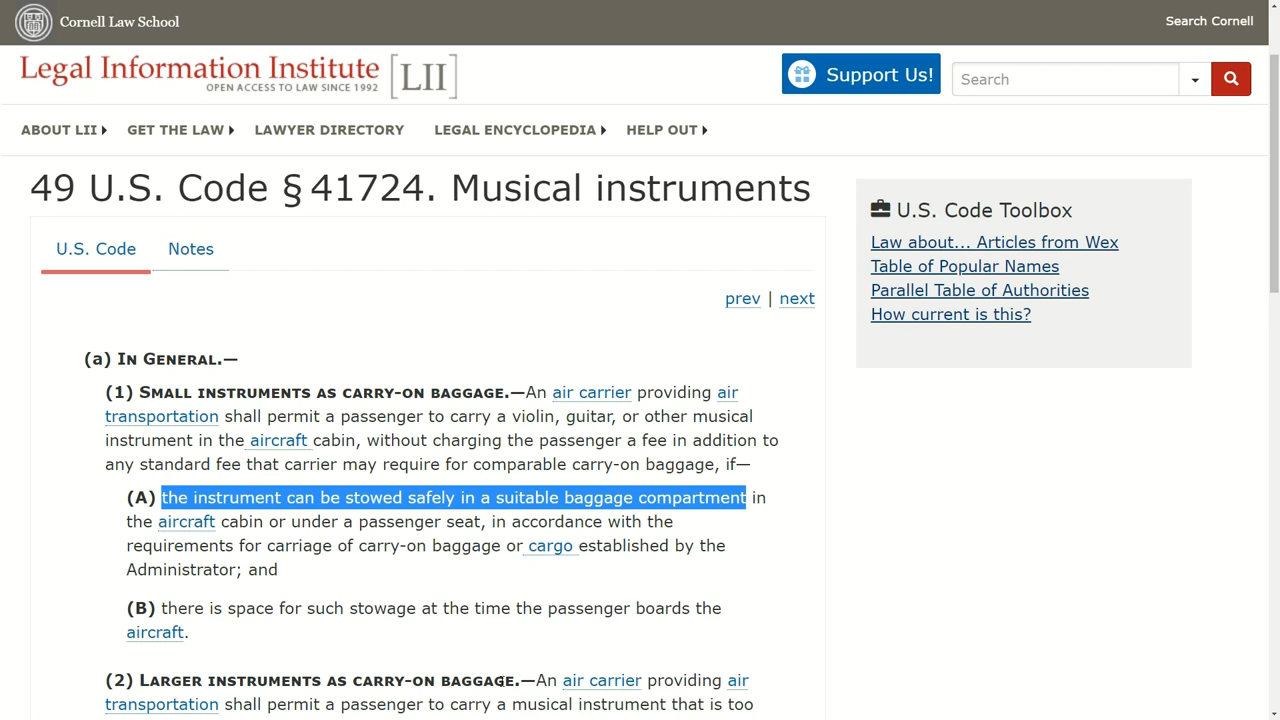 Cornell Law School
Search Cornell
Legal Information Institute [LII]
OPEN ACCESS TO LAW SINCE 1992
Support Us!
Search
ABOUT LII GET THE LAW LAWYER DIRECTORY LEGAL ENCYCLOPEDIA HELP OUT
49 U.S. Code § 41724. Musical instruments
U.S. Code Notes
prev | next
(a) IN GENERAL.—
(1) SMALL INSTRUMENTS AS CARRY-ON BAGGAGE.—An air carrier providing air
transportation shall permit a passenger to carry a violin, guitar, or other musical
instrument in the aircraft cabin, without charging the passenger a fee in addition to
any standard fee that carrier may require for comparable carry-on baggage, if—
(A) the instrument can be stowed safely in a suitable baggage compartment in
the aircraft cabin or under a passenger seat, in accordance with the
requirements for carriage of carry-on baggage or cargo established by the
Administrator; and
(B) there is space for such stowage at the time the passenger boards the
aircraft.
(2) LARGER INSTRUMENTS AS CARRY-ON BAGGAGE.—An air carrier providing air
transportation shall permit a passenger to carry a musical instrument that is too
U.S. Code Toolbox
Law about... Articles from Wex
Table of Popular Names
Parallel Table of Authorities
How current is this?